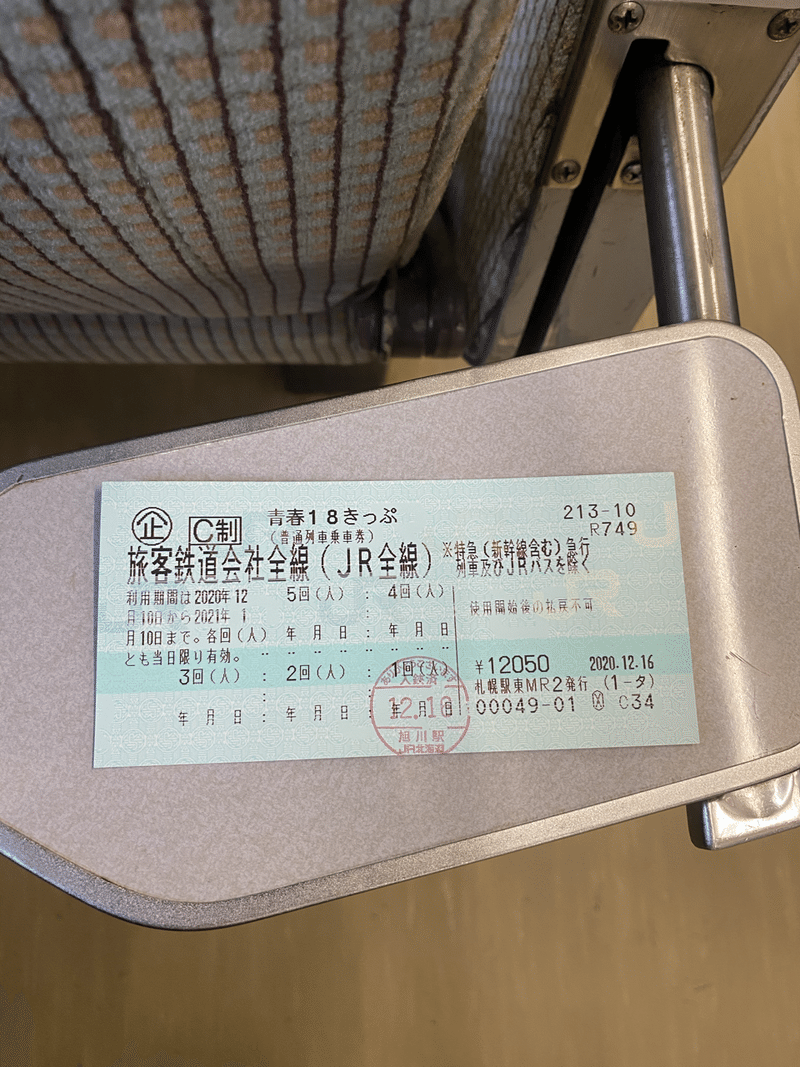 企 C制 青春18きっぷ 213-10
(普通列車乗車券) R749
旅客鉄道会社全線(JR全線) ※特急(新幹線含む)急行
列車及びJRバスを除く
利用期間は2020年12
月10日から2021年 1
月10日まで。各回(人)
とも当日限り有効。
5回(人) : 4回(人)
年 月 日 : 年 月 日
使用開始後の払戻不可
3回(人) : 2回(人) : 1回(人)
年 月 日 : 年 月 日 : 年 月 日
¥12050 2020.12.16
札幌駅東MR2発行 (1-タ)
00049-01 C34
12.16
旭川駅
JR北海道